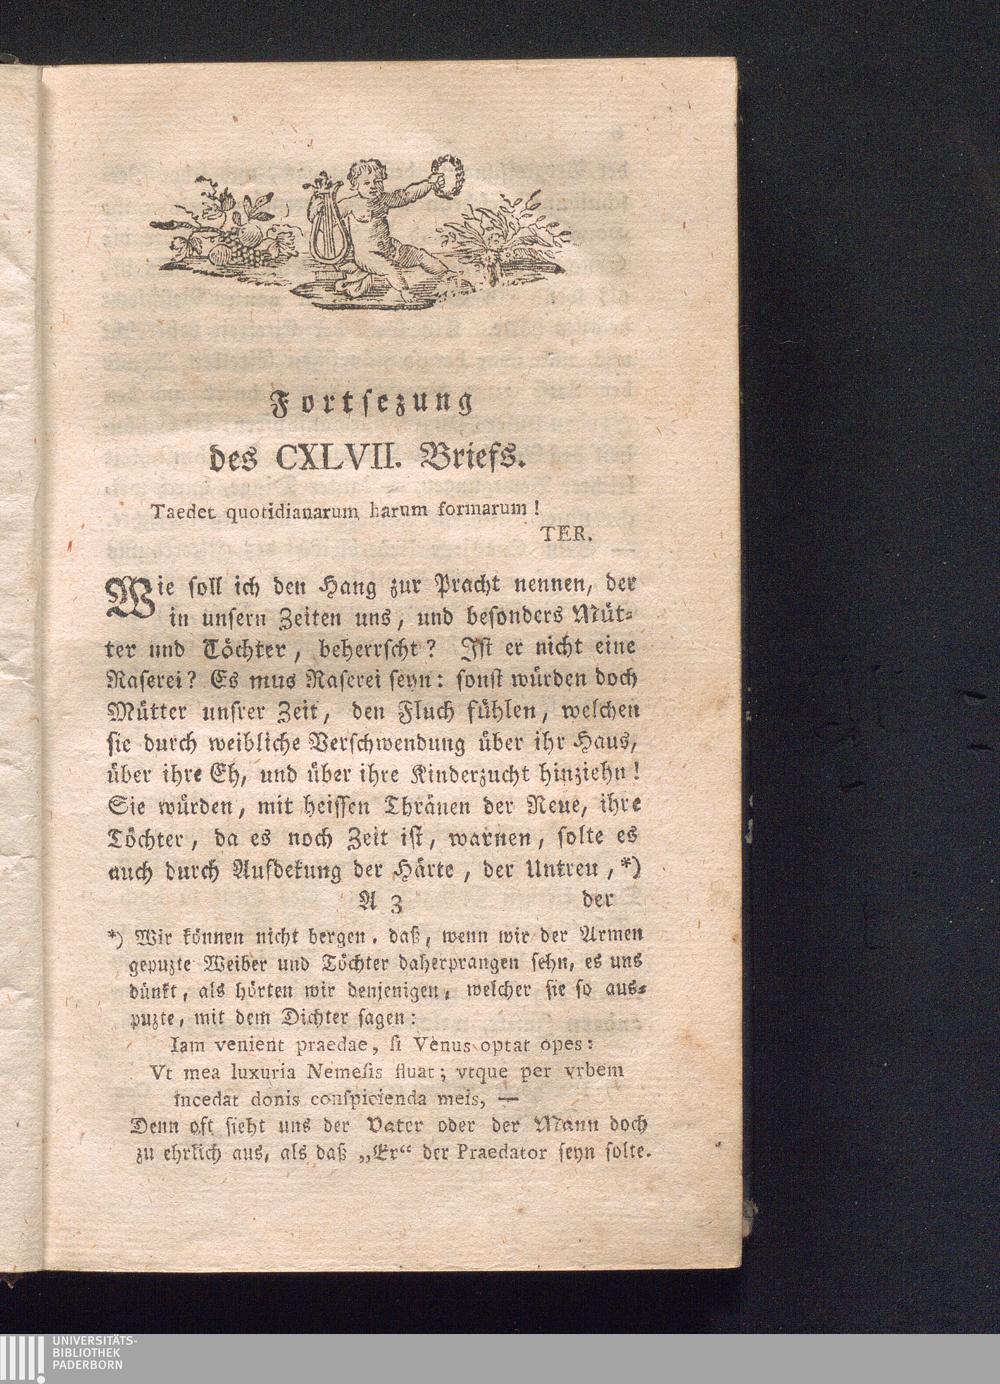 Fortsezung
des CXLVII. Briefs.
Taedet quotidianarum harum formarum!
TER.
Wie soll ich den Hang zur Pracht nennen, der
in unsern Zeiten uns, und besonders Müt-
ter und Töchter, beherrscht? Ist er nicht eine
Raserei? Es mus Raserei seyn: sonst würden doch
Mütter unsrer Zeit, den Fluch fühlen, welchen
sie durch weibliche Verschwendung über ihr Haus,
über ihre Eh, und über ihre Kinderzucht hinziehn!
Sie würden, mit heissen Thränen der Reue, ihre
Töchter, da es noch Zeit ist, warnen, solte es
auch durch Aufdekung der Härte, der Untreu,*)
A 3 der
*) Wir können nicht bergen, daß, wenn wir der Armen
gepuzte Weiber und Töchter daherprangen sehn, es uns
dünkt, als hörten wir denjenigen, welcher sie so aus-
puzte, mit dem Dichter sagen:
Iam venient praedae, si Venus optat opes:
Vt mea luxuria Nemesis fluat; vtque per vrbem
incedat donis conspicienda meis, —
Denn oft sieht uns der Vater oder der Mann doch
zu ehrlich aus, als daß „Er“ der Praedator seyn solte.
UNIVERSITÄTS-
BIBLIOTHEK
PADERBORN